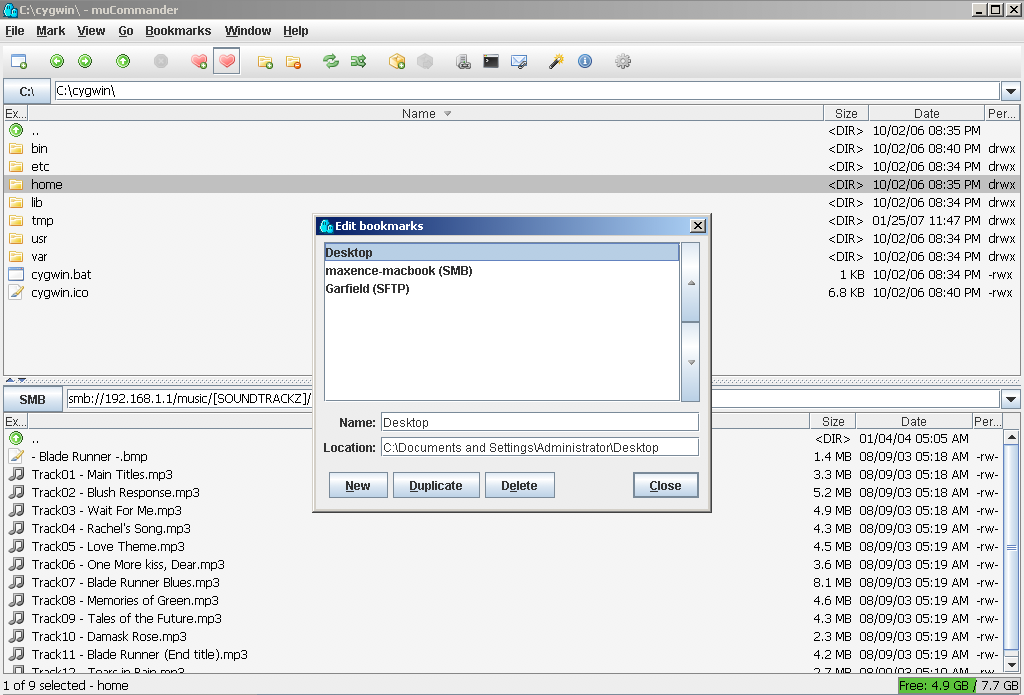 C:\cygwin\ - muCommander
File Mark View Go Bookmarks Window Help
C:\ C:\cygwin\
Ex... Name Size Date Per...
.. <DIR> 10/02/06 08:35 PM
bin <DIR> 10/02/06 08:40 PM drwx
etc <DIR> 10/02/06 08:34 PM drwx
home <DIR> 10/02/06 08:35 PM drwx
lib <DIR> 10/02/06 08:34 PM drwx
tmp <DIR> 01/25/07 11:47 PM drwx
usr <DIR> 10/02/06 08:34 PM drwx
var <DIR> 10/02/06 08:34 PM drwx
cygwin.bat 1 KB 10/02/06 08:34 PM -rwx
cygwin.ico 6.8 KB 10/02/06 08:40 PM -rwx
Edit bookmarks
Desktop
maxence-macbook (SMB)
Garfield (SFTP)
Name: Desktop
Location: C:\Documents and Settings\Administrator\Desktop
New Duplicate Delete Close
SMB smb://192.168.1.1/music/[SOUNDTRACKZ]/
Ex... Size Date Per...
.. <DIR> 01/04/04 05:05 AM
- Blade Runner -.bmp 1.4 MB 08/09/03 05:18 AM -rw-
Track01 - Main Titles.mp3 3.3 MB 08/09/03 05:18 AM -rw-
Track02 - Blush Response.mp3 5.2 MB 08/09/03 05:18 AM -rw-
Track03 - Wait For Me.mp3 4.9 MB 08/09/03 05:18 AM -rw-
Track04 - Rachel's Song.mp3 4.3 MB 08/09/03 05:19 AM -rw-
Track05 - Love Theme.mp3 4.5 MB 08/09/03 05:19 AM -rw-
Track06 - One More kiss, Dear.mp3 3.6 MB 08/09/03 05:19 AM -rw-
Track07 - Blade Runner Blues.mp3 8.1 MB 08/09/03 05:19 AM -rw-
Track08 - Memories of Green.mp3 4.6 MB 08/09/03 05:19 AM -rw-
Track09 - Tales of the Future.mp3 4.3 MB 08/09/03 05:19 AM -rw-
Track10 - Damask Rose.mp3 2.3 MB 08/09/03 05:19 AM -rw-
Track11 - Blade Runner (End title).mp3 4.2 MB 08/09/03 05:19 AM -rw-
Track12 - Tears in Rain.mp3 2.7 MB
1 of 9 selected - home Free: 4.9 GB / 7.7 GB